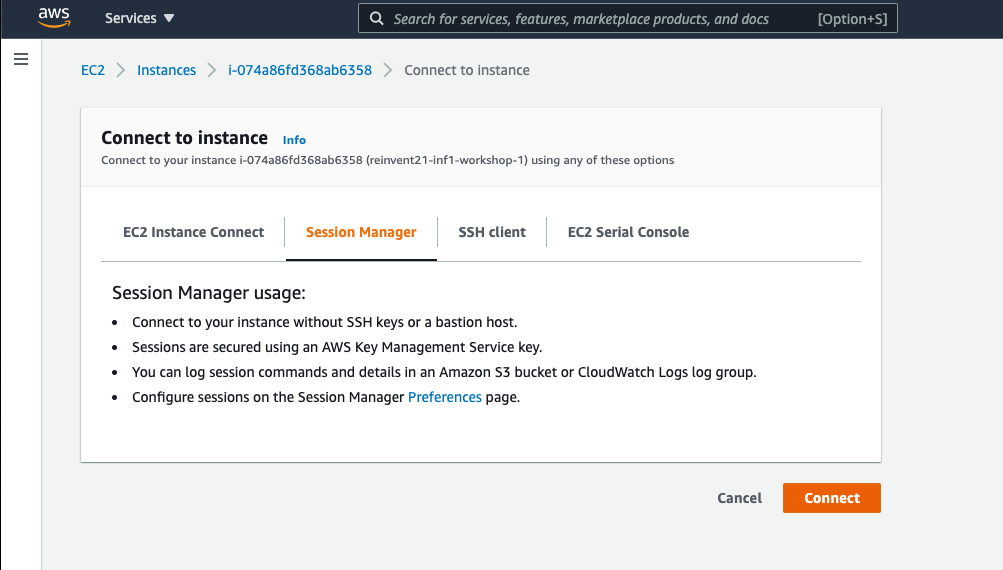 aws Services Search for services, features, marketplace products, and docs [Option+S]
EC2 Instances i-074a86fd368ab6358 Connect to instance
Connect to instance Info
Connect to your instance i-074a86fd368ab6358 (reinvent21-inf1-workshop-1) using any of these options
EC2 Instance Connect Session Manager SSH client EC2 Serial Console
Session Manager usage:
Connect to your instance without SSH keys or a bastion host.
Sessions are secured using an AWS Key Management Service key.
You can log session commands and details in an Amazon S3 bucket or CloudWatch Logs log group.
Configure sessions on the Session Manager Preferences page.
Cancel Connect